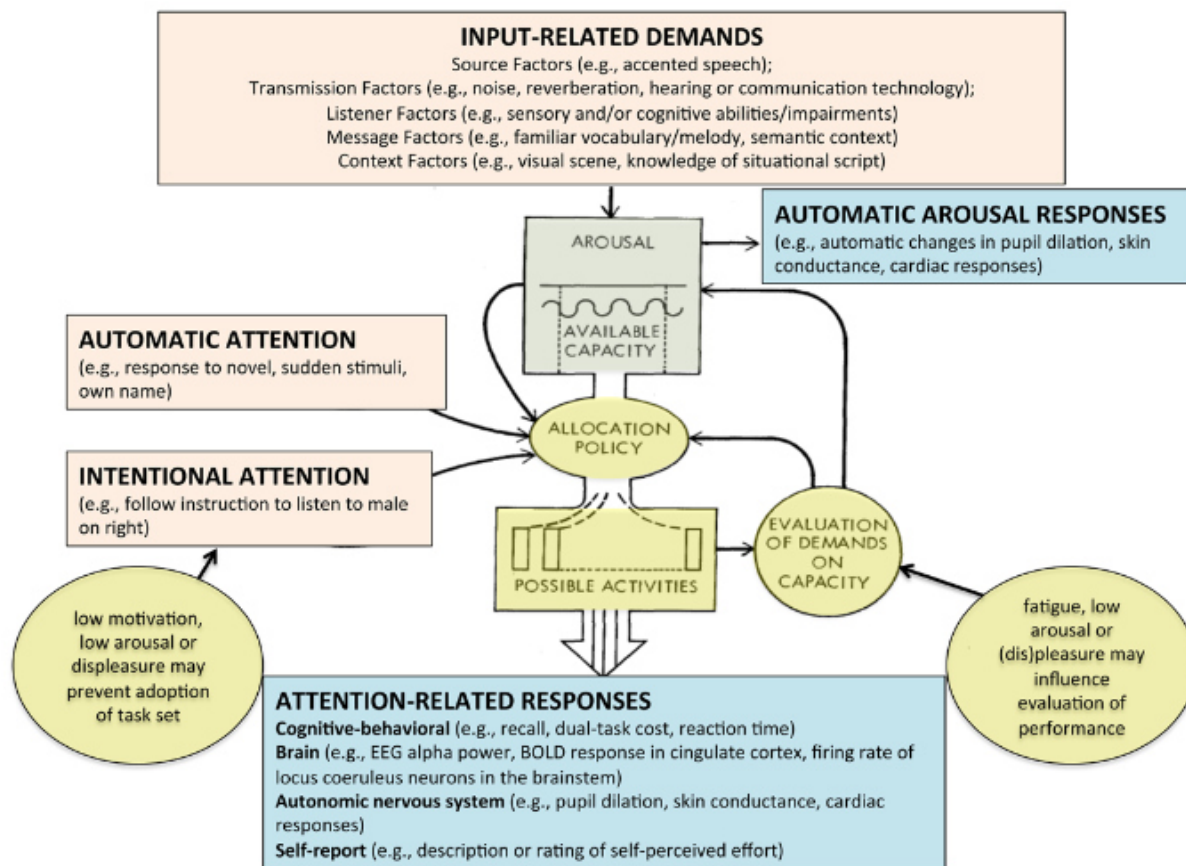 INPUT-RELATED DEMANDS
Source Factors (e.g., accented speech);
Transmission Factors (e.g., noise, reverberation, hearing or communication technology);
Listener Factors (e.g., sensory and/or cognitive abilities/impairments)
Message Factors (e.g., familiar vocabulary/melody, semantic context)
Context Factors (e.g., visual scene, knowledge of situational script)
AUTOMATIC AROUSAL RESPONSES
(e.g., automatic changes in pupil dilation, skin
conductance, cardiac responses)
AROUSAL
AVAILABLE
CAPACITY
AUTOMATIC ATTENTION
(e.g., response to novel, sudden stimuli,
own name)
ALLOCATION
POLICY
INTENTIONAL ATTENTION
(e.g., follow instruction to listen to male
on right)
EVALUATION
OF DEMANDS
ON
CAPACITY
POSSIBLE ACTIVITIES
low motivation,
low arousal or
displeasure may
prevent adoption
of task set
fatigue, low
arousal or
(dis)pleasure may
influence
evaluation of
performance
ATTENTION-RELATED RESPONSES
Cognitive-behavioral (e.g., recall, dual-task cost, reaction time)
Brain (e.g., EEG alpha power, BOLD response in cingulate cortex, firing rate of
locus coeruleus neurons in the brainstem)
Autonomic nervous system (e.g., pupil dilation, skin conductance, cardiac
responses)
Self-report (e.g., description or rating of self-perceived effort)